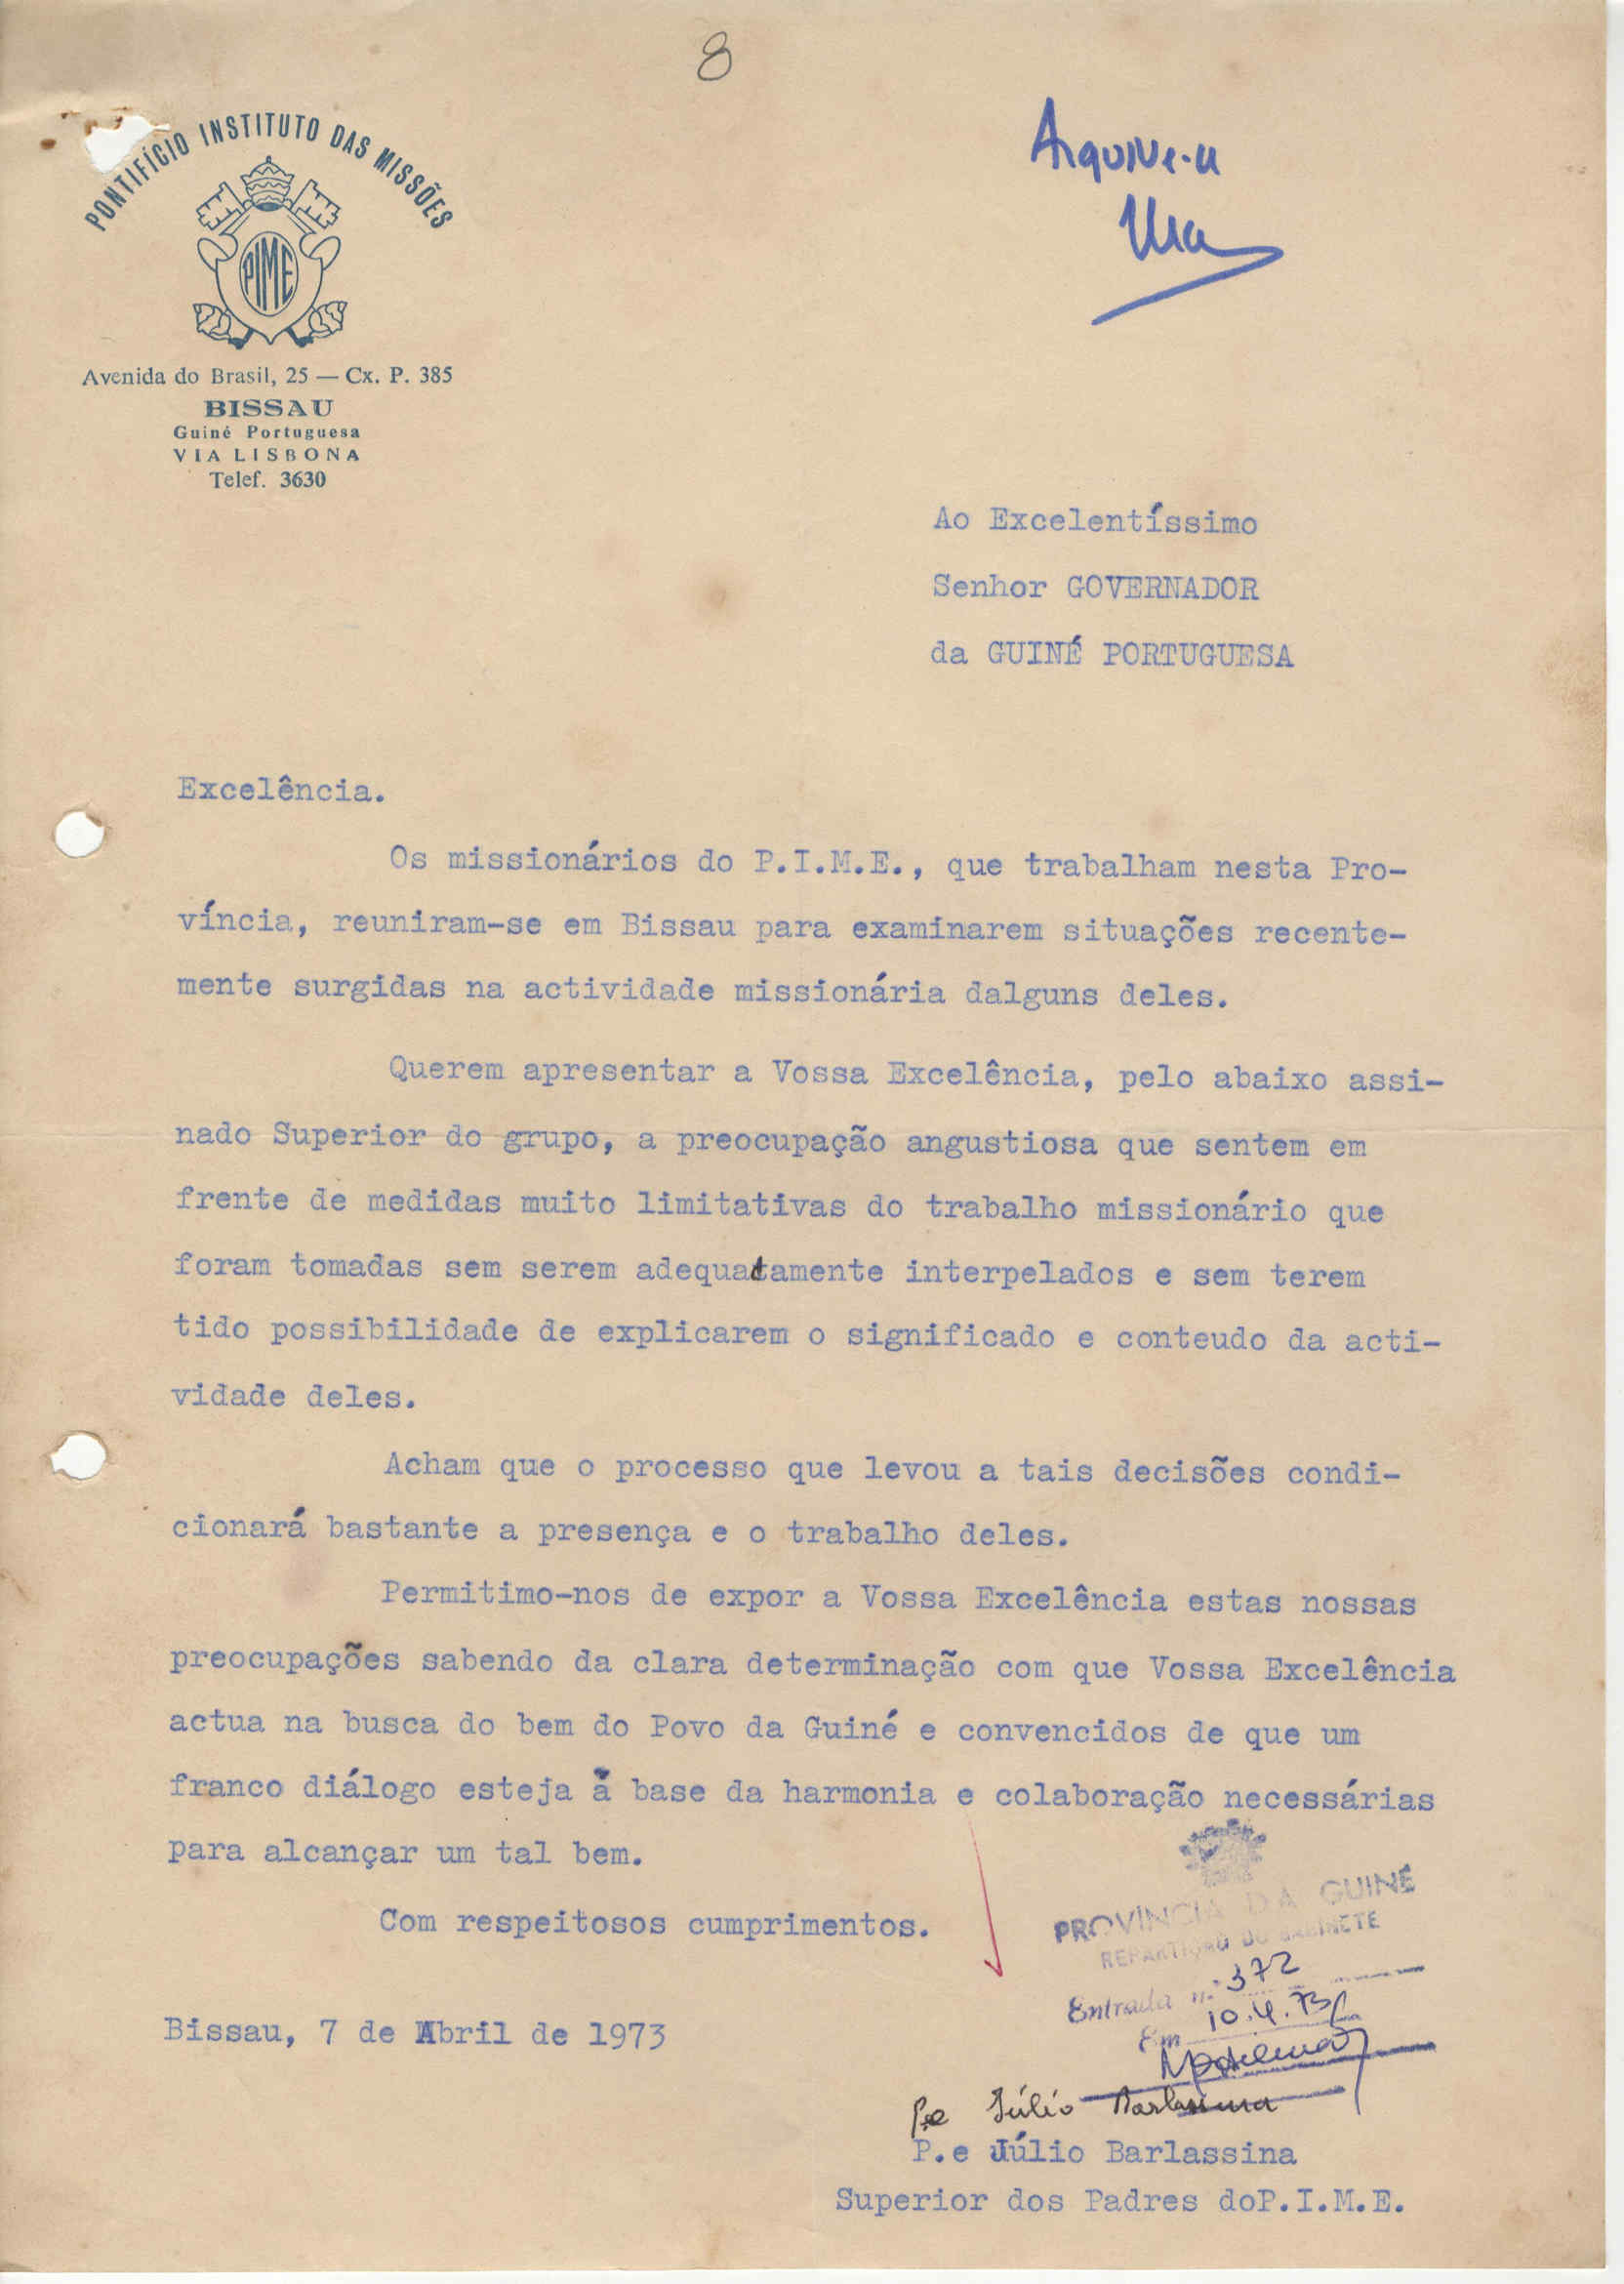 8
PONTIFÍCIO INSTITUTO DAS MISSÕES
PIME
Avenida do Brasil, 25 — Cx. P. 385
BISSAU
Guiné Portuguesa
VIA LISBONA
Telef. 3630
Arquive-se
Ao Excelentíssimo
Senhor GOVERNADOR
da GUINÉ PORTUGUESA
Excelência.
Os missionários do P.I.M.E., que trabalham nesta Pro-
víncia, reuniram-se em Bissau para examinarem situações recente-
mente surgidas na actividade missionária dalguns deles.
Querem apresentar a Vossa Excelência, pelo abaixo assi-
nado Superior do grupo, a preocupação angustiosa que sentem em
frente de medidas muito limitativas do trabalho missionário que
foram tomadas sem serem adequatamente interpelados e sem terem
tido possibilidade de explicarem o significado e conteudo da acti-
vidade deles.
Acham que o processo que levou a tais decisões condi-
cionará bastante a presença e o trabalho deles.
Permitimo-nos de expor a Vossa Excelência estas nossas
preocupações sabendo da clara determinação com que Vossa Excelência
actua na busca do bem do Povo da Guiné e convencidos de que um
franco diálogo esteja à base da harmonia e colaboração necessárias
para alcançar um tal bem.
Com respeitosos cumprimentos.
PROVÍNCIA DA GUINÉ
REPARTIÇÃO DO GABINETE
Entrada n.º 372
Em 10.4.73
Bissau, 7 de Abril de 1973
Pe Júlio Barlassina
P.e Júlio Barlassina
Superior dos Padres doP.I.M.E.